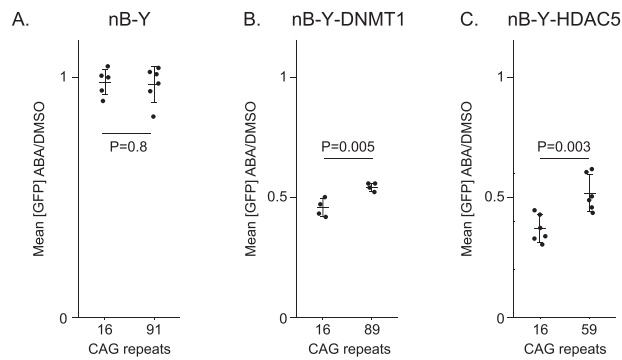 A. nB-Y
Mean [GFP] ABA/DMSO
1
0
P=0.8
16 91
CAG repeats
B. nB-Y-DNMT1
Mean [GFP] ABA/DMSO
1
0.5
0
P=0.005
16 89
CAG repeats
C. nB-Y-HDAC5
Mean [GFP] ABA/DMSO
1
0.5
0
P=0.003
16 59
CAG repeats